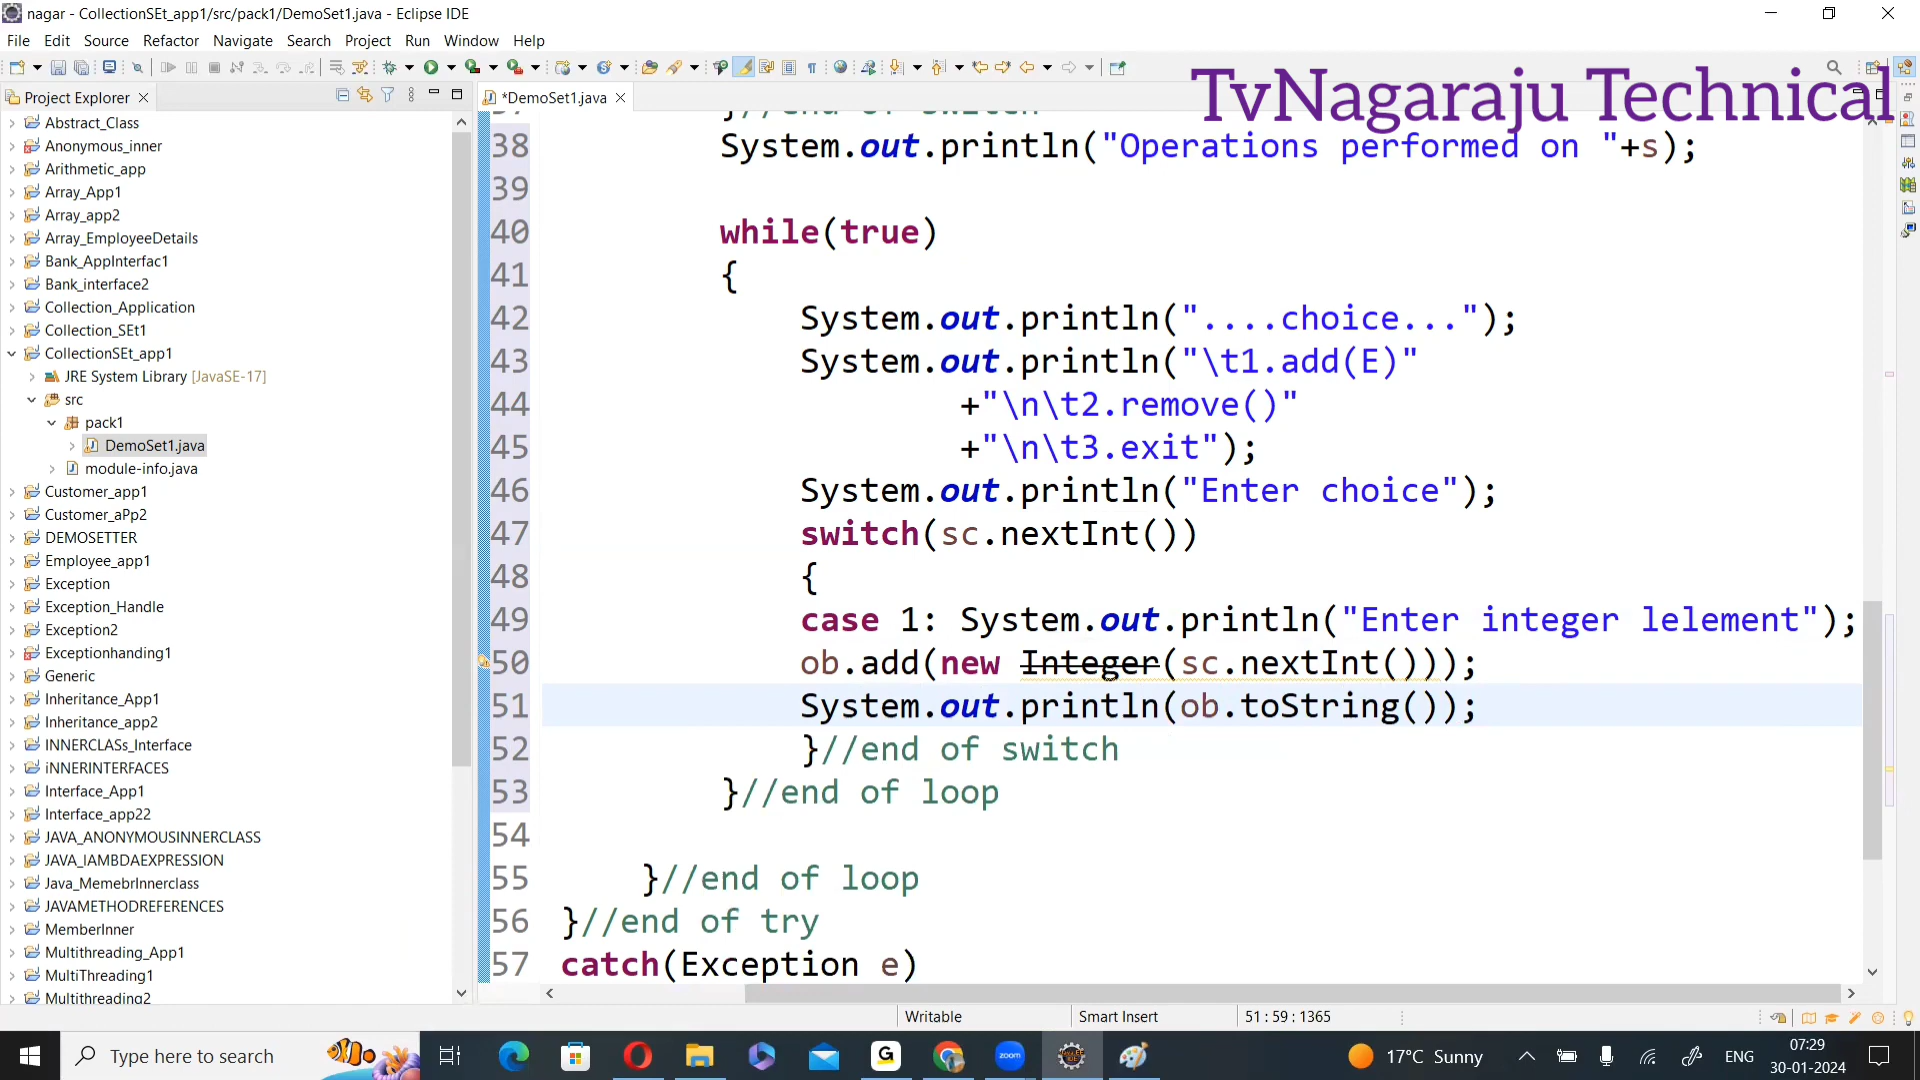 nagar - CollectionSEt_app1/src/pack1/DemoSet1.java - Eclipse IDE
File Edit Source Refactor Navigate Search Project Run Window Help
TvNagaraju Technical
Project Explorer
*DemoSet1.java
Abstract_Class
Anonymous_inner
Arithmetic_app
Array_App1
Array_app2
Array_EmployeeDetails
Bank_AppInterfac1
Bank_interface2
Collection_Application
Collection_SEt1
CollectionSEt_app1
JRE System Library [JavaSE-17]
src
pack1
DemoSet1.java
module-info.java
Customer_app1
Customer_aPp2
DEMOSETTER
Employee_app1
Exception
Exception_Handle
Exception2
Exceptionhanding1
Generic
Inheritance_App1
Inheritance_app2
INNERCLASs_Interface
iNNERINTERFACES
Interface_App1
Interface_app22
JAVA_ANONYMOUSINNERCLASS
JAVA_lAMBDAEXPRESSION
Java_MemebrInnerclass
JAVAMETHODREFERENCES
MemberInner
Multithreading_App1
MultiThreading1
Multithreading2
37 }//end of switch
38 System.out.println("Operations performed on "+s);
39
40 while(true)
41 {
42 System.out.println("....choice...");
43 System.out.println("\t1.add(E)"
44 +"\n\t2.remove()"
45 +"\n\t3.exit");
46 System.out.println("Enter choice");
47 switch(sc.nextInt())
48 {
49 case 1: System.out.println("Enter integer lelement");
50 ob.add(new Integer(sc.nextInt()));
51 System.out.println(ob.toString());
52 }//end of switch
53 }//end of loop
54
55 }//end of loop
56 }//end of try
57 catch(Exception e)
Writable Smart Insert 51 : 59 : 1365
Type here to search
zoom
17°C Sunny
ENG
07:29
30-01-2024